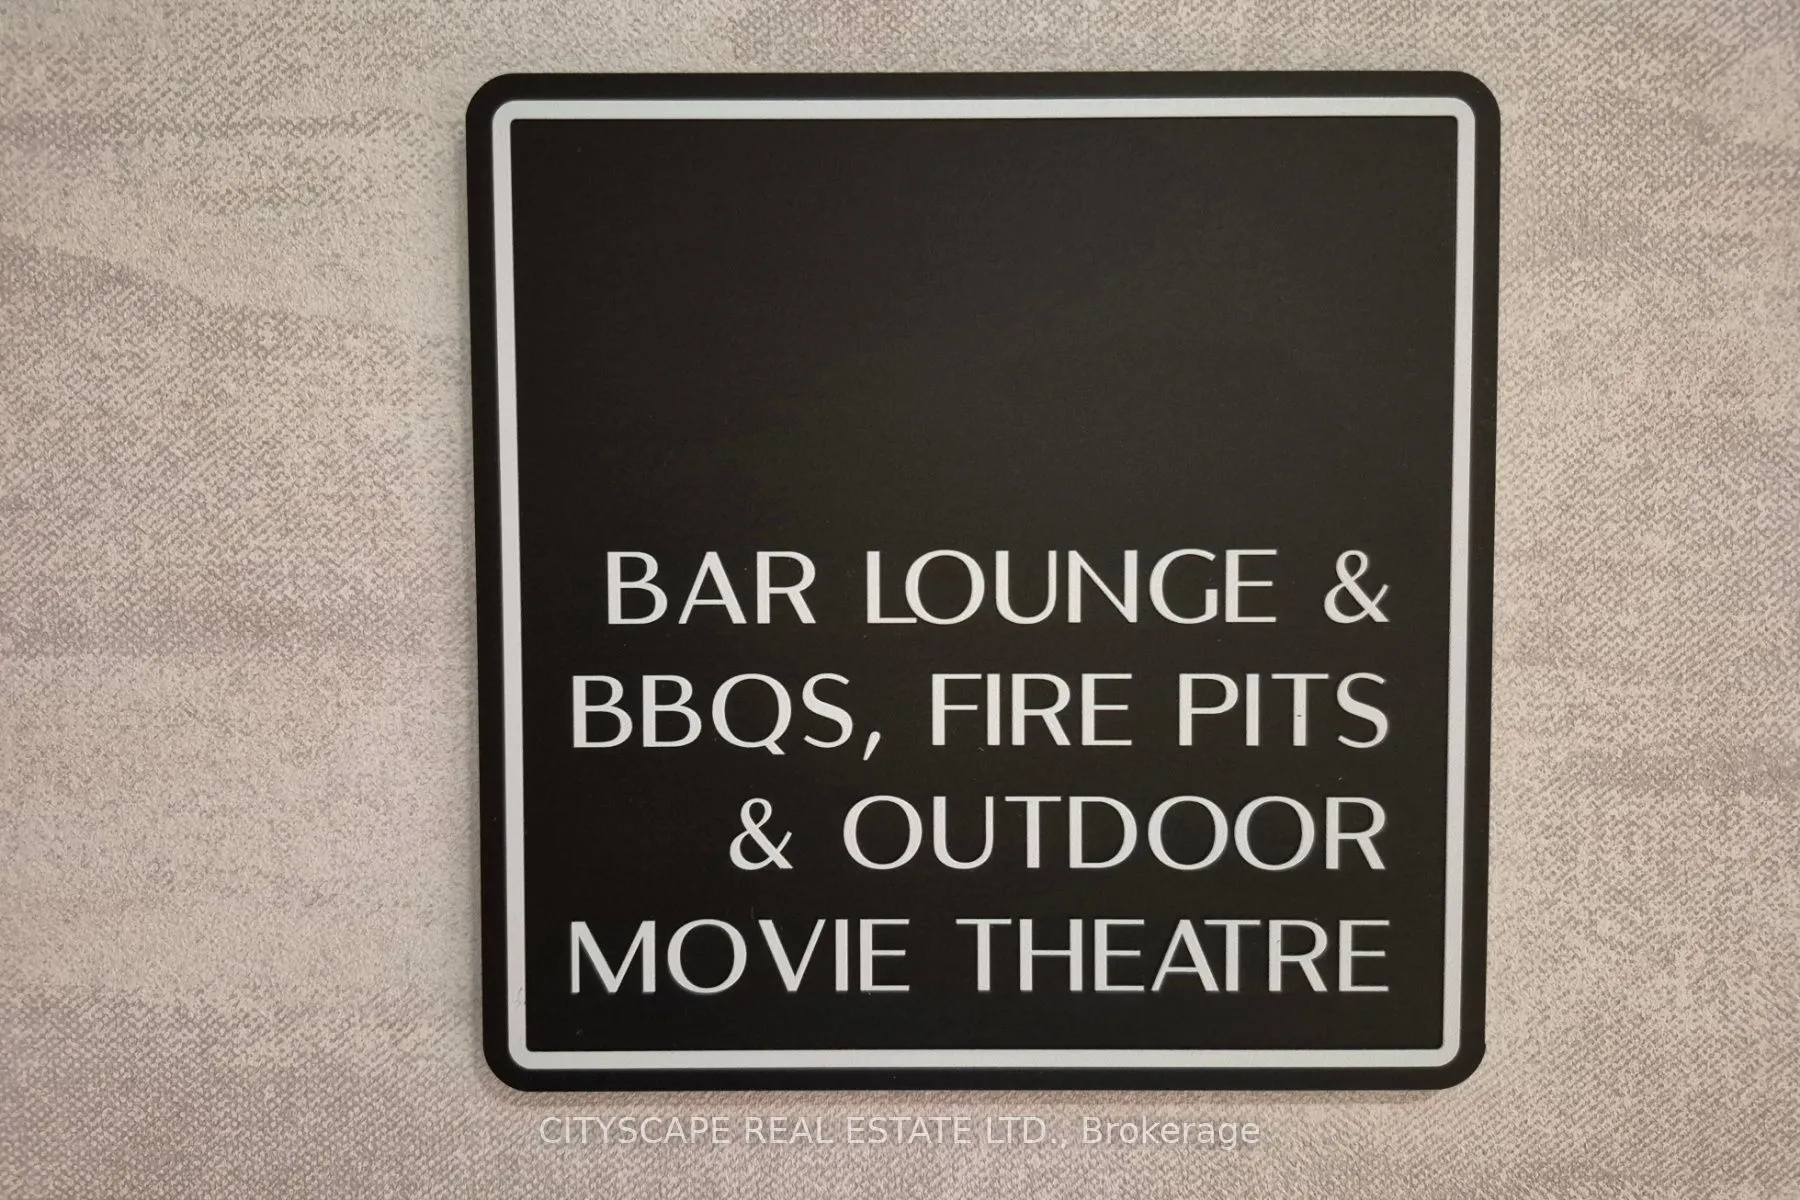 BAR LOUNGE &
BBQS, FIRE PITS
& OUTDOOR
MOVIE THEATRE
CITYSCAPE REAL ESTATE LTD., Brokerage